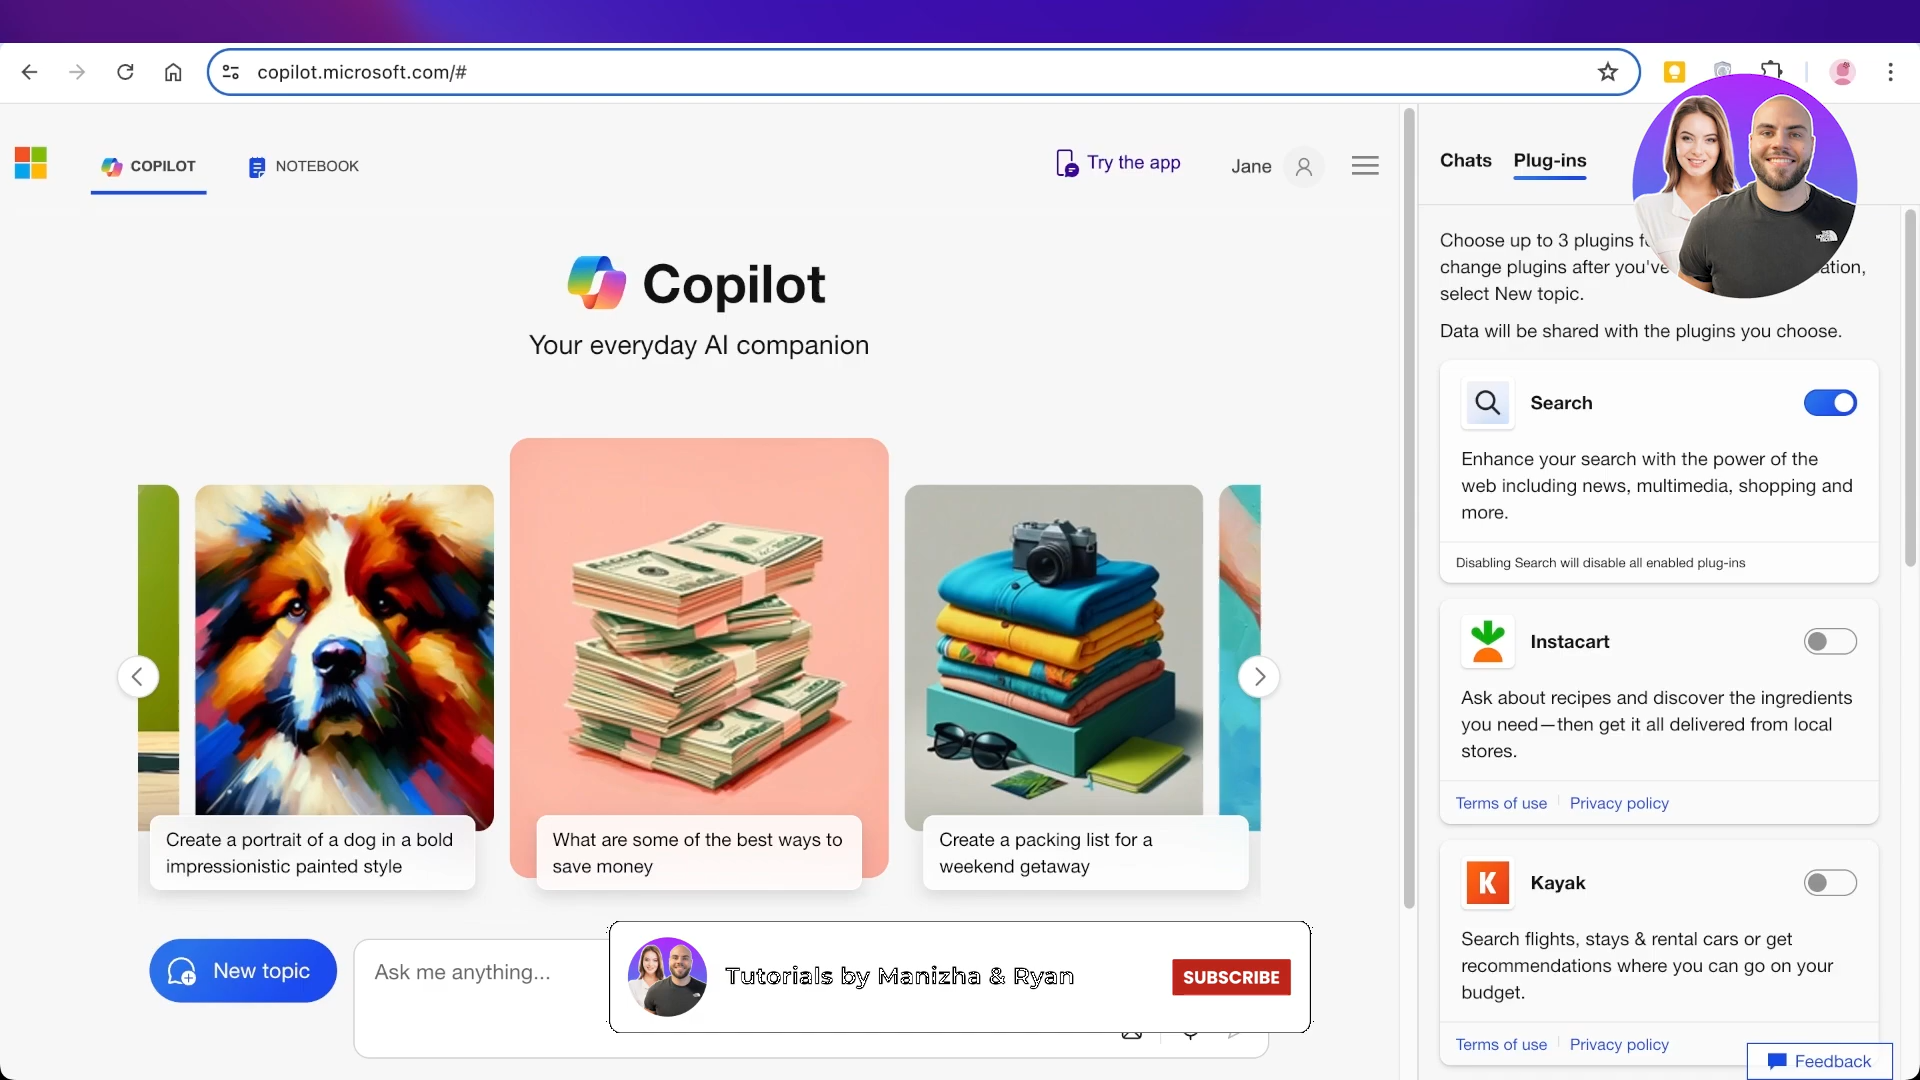 copilot.microsoft.com/#
COPILOT
NOTEBOOK
Try the app
Jane
Copilot
Your everyday AI companion
Create a portrait of a dog in a bold
impressionistic painted style
What are some of the best ways to
save money
Create a packing list for a
weekend getaway
New topic
Ask me anything...
Tutorials by Manizha & Ryan
SUBSCRIBE
Chats
Plug-ins
Choose up to 3 plugins
change plugins after you've
select New topic.
Data will be shared with the plugins you choose.
Search
Enhance your search with the power of the
web including news, multimedia, shopping and
more.
Disabling Search will disable all enabled plug-ins
Instacart
Ask about recipes and discover the ingredients
you need—then get it all delivered from local
stores.
Terms of use
Privacy policy
K
Kayak
Search flights, stays & rental cars or get
recommendations where you can go on your
budget.
Terms of use
Privacy policy
Feedback